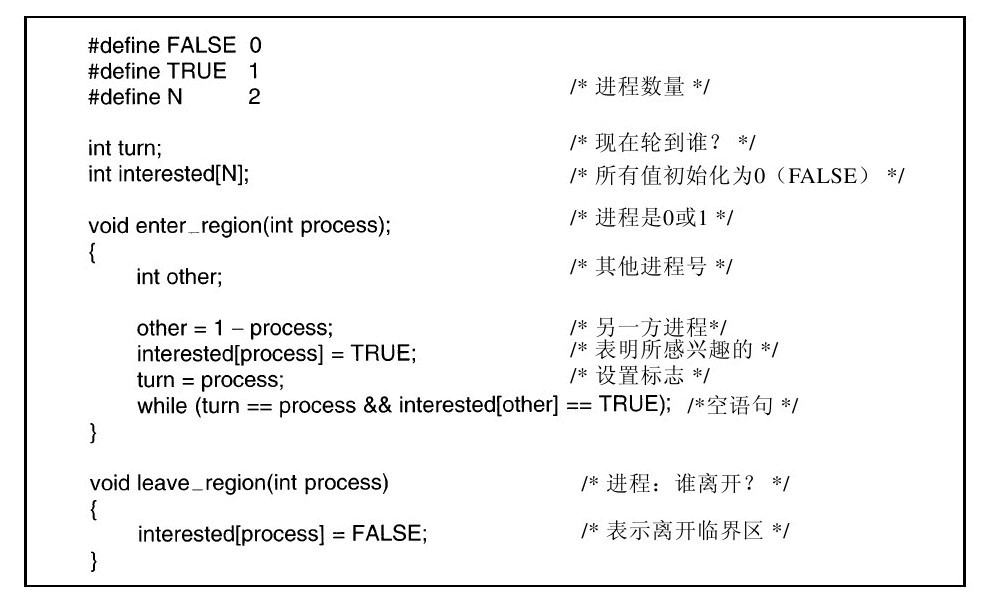 #define FALSE 0
#define TRUE 1
#define N 2 /* 进程数量 */
int turn; /* 现在轮到谁？ */
int interested[N]; /* 所有值初始化为0（FALSE） */
void enter_region(int process); /* 进程是0或1 */
{
int other; /* 其他进程号 */
other = 1 – process; /* 另一方进程*/
interested[process] = TRUE; /* 表明所感兴趣的 */
turn = process; /* 设置标志 */
while (turn == process && interested[other] == TRUE); /*空语句 */
}
void leave_region(int process) /* 进程：谁离开？ */
{
interested[process] = FALSE; /* 表示离开临界区 */
}